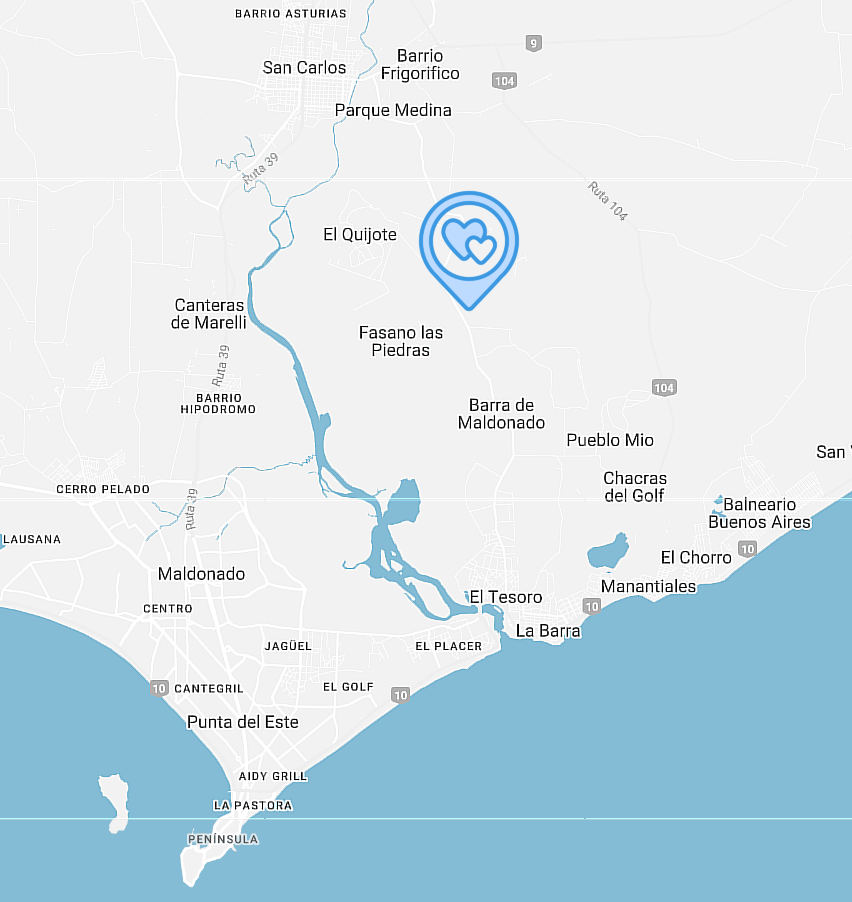 BARRIO ASTURIAS
9
Barrio
Frigorifico
San Carlos
104
Parque Medina
Ruta 39
Ruta 104
El Quijote
Canteras
de Marelli
Fasano las
Piedras
Ruta 39
104
BARRIO
HIPODROMO
Barra de
Maldonado
Pueblo Mio
San
Chacras
del Golf
CERRO PELADO
Ruta 39
Balneario
Buenos Aires
LAUSANA
10
El Chorro
Maldonado
Manantiales
El Tesoro
10
CENTRO
La Barra
JAGÜEL
EL PLACER
10
CANTEGRIL
EL GOLF
10
Punta del Este
AIDY GRILL
LA PASTORA
PENÍNSULA